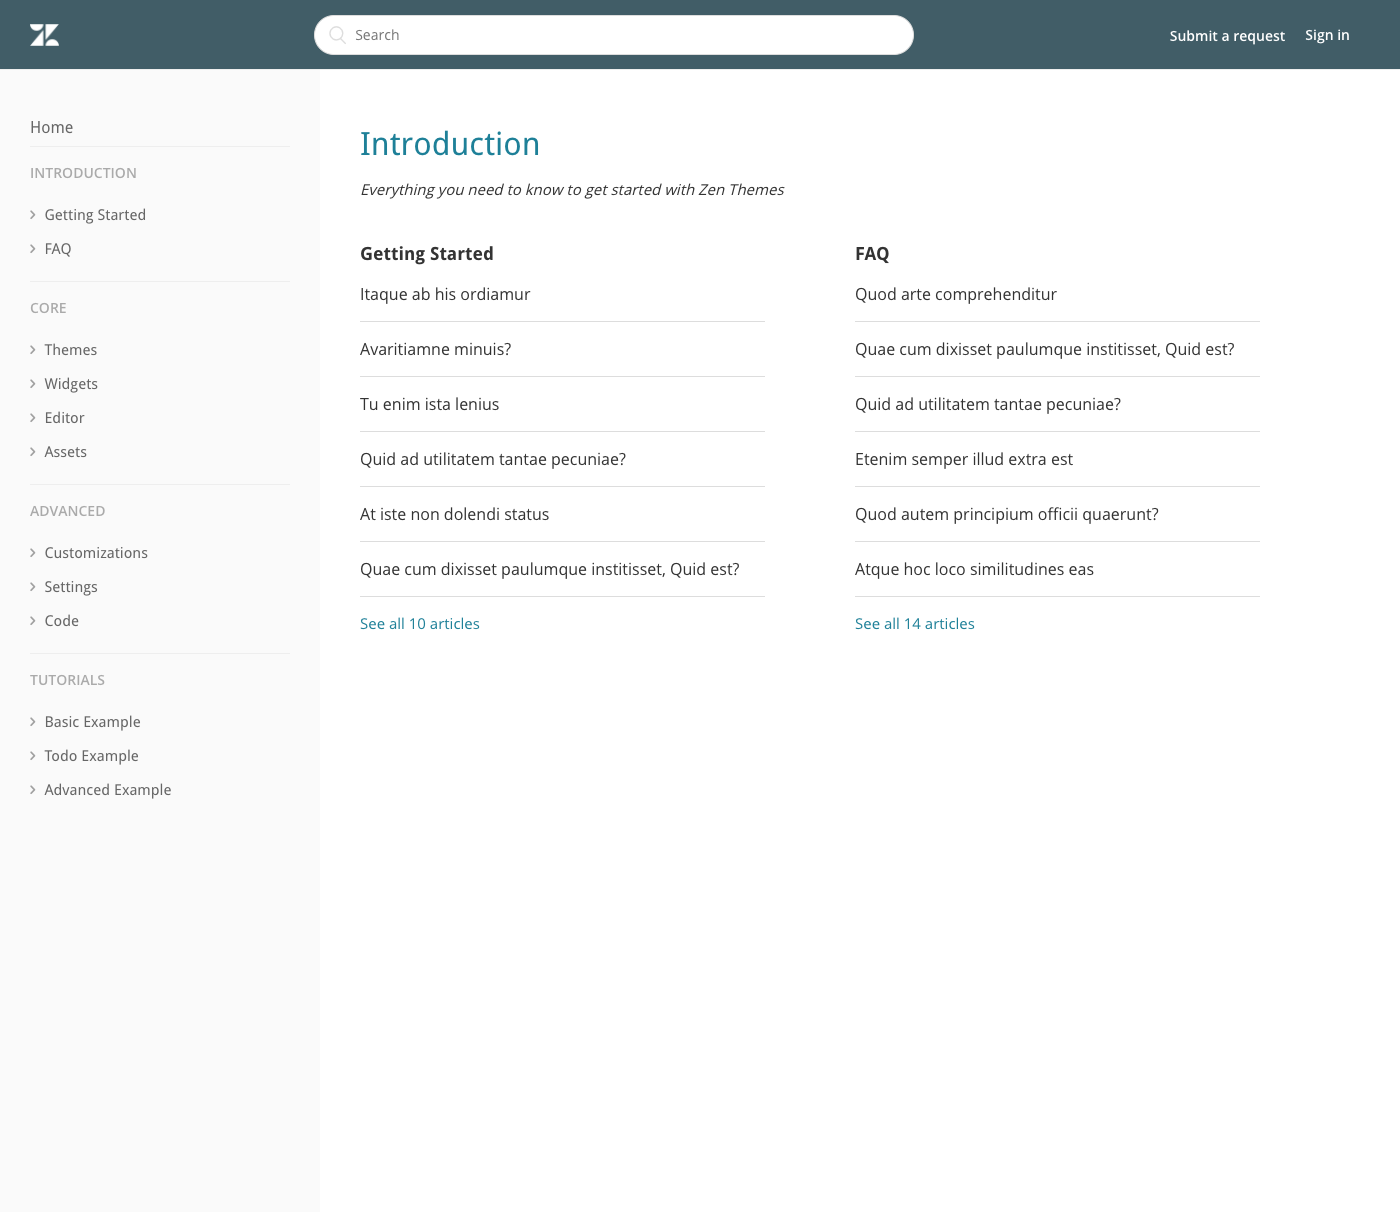 Search
Submit a request
Sign in
Home
INTRODUCTION
Getting Started
FAQ
CORE
Themes
Widgets
Editor
Assets
ADVANCED
Customizations
Settings
Code
TUTORIALS
Basic Example
Todo Example
Advanced Example
Introduction
Everything you need to know to get started with Zen Themes
Getting Started
Itaque ab his ordiamur
Avaritiamne minuis?
Tu enim ista lenius
Quid ad utilitatem tantae pecuniae?
At iste non dolendi status
Quae cum dixisset paulumque institisset, Quid est?
See all 10 articles
FAQ
Quod arte comprehenditur
Quae cum dixisset paulumque institisset, Quid est?
Quid ad utilitatem tantae pecuniae?
Etenim semper illud extra est
Quod autem principium officii quaerunt?
Atque hoc loco similitudines eas
See all 14 articles